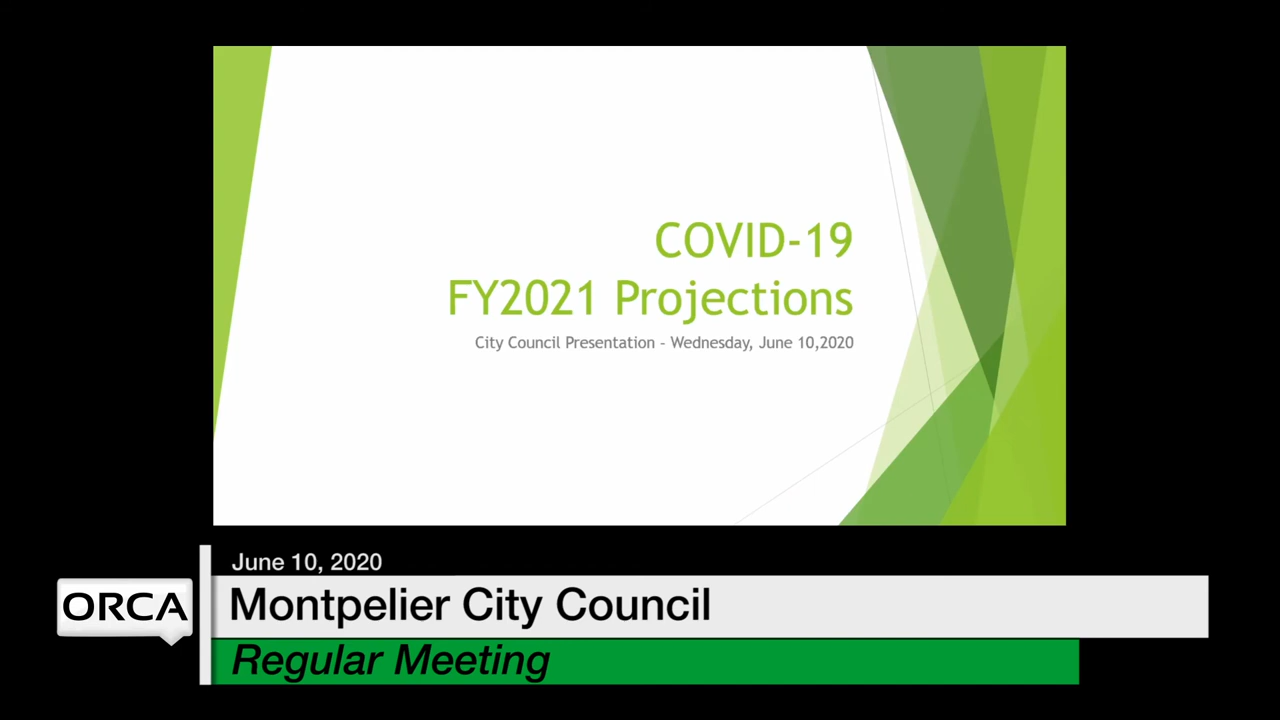 COVID-19
FY2021 Projections
City Council Presentation – Wednesday, June 10,2020
June 10, 2020
ORCA
Montpelier City Council
Regular Meeting